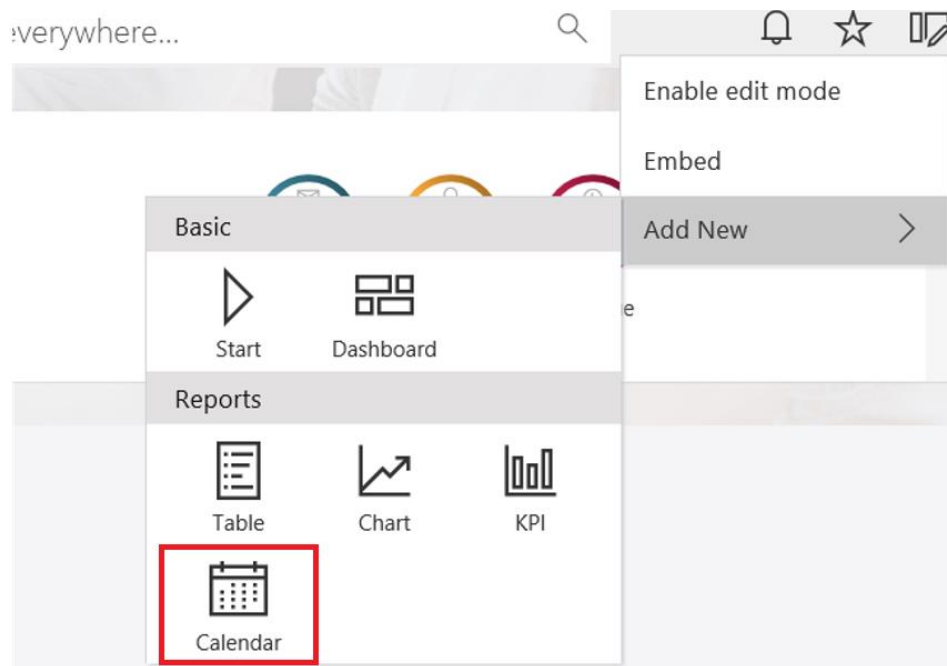 everywhere...
Enable edit mode
Embed
Add New
Basic
Start
Dashboard
e
Reports
Table
Chart
KPI
Calendar